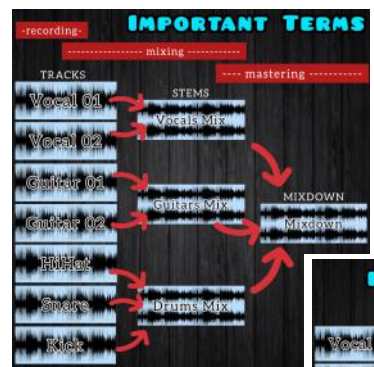 IMPORTANT TERMS
-recording-
---------------- mixing ------------
---- mastering -----------
TRACKS
Vocal 01
Vocal 02
Guitar 01
Guitar 02
HiHat
Snare
Kick
STEMS
Vocals Mix
Guitars Mix
Drums Mix
MIXDOWN
Mixdown
Vocal